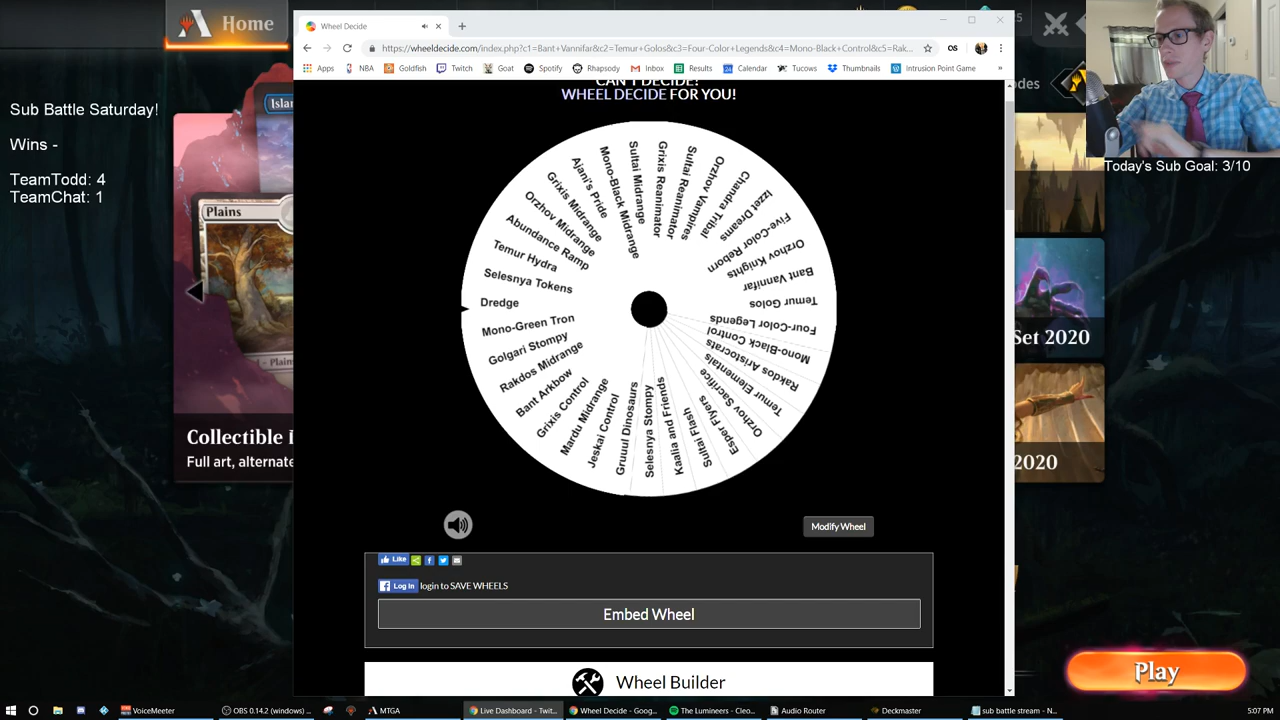 Home
Wheel Decide
https://wheeldecide.com/index.php?c1=Bant+Vannifar&c2=Temur+Golos&c3=Four-Color+Legends&c4=Mono-Black+Control&c5=Rak...
OS
Apps
NBA
Goldfish
Twitch
Goat
Spotify
Rhapsody
Inbox
Results
Calendar
Tucows
Thumbnails
Intrusion Point Game
»
Sub Battle Saturday!
Wins -
TeamTodd: 4
TeamChat: 1
Today's Sub Goal: 3/10
CAN'T DECIDE?
WHEEL DECIDE FOR YOU!
Plains
Dredge
Selesnya Tokens
Temur Hydra
Abundance Ramp
Orzhov Midrange
Grixis Midrange
Ajani's Pride
Mono-Black Midrange
Sultai Midrange
Grixis Reanimator
Sultai Reanimator
Orzhov Vampires
Chandra Tribal
Izzet Dreams
Five-Color Reborn
Orzhov Knights
Bant Vannifar
Temur Golos
Four-Color Legends
Mono-Black Control
Rakdos Aristocrats
Temur Elementals
Orzhov Sacrifice
Esper Flyers
Sultai Flash
Kaalia and Friends
Selesnya Stompy
Gruuul Dinosaurs
Jeskai Control
Mardu Midrange
Grixis Control
Bant Arkbow
Rakdos Midrange
Golgari Stompy
Mono-Green Tron
Set 2020
2020
Full art, alternate
Modify Wheel
Like
Log In
login to SAVE WHEELS
Embed Wheel
Wheel Builder
Play
VoiceMeeter
OBS 0.14.2 (windows) ...
MTGA
Live Dashboard - Twit...
Wheel Decide - Goog...
The Lumineers - Cleo...
Audio Router
Deckmaster
sub battle stream - N...
5:07 PM